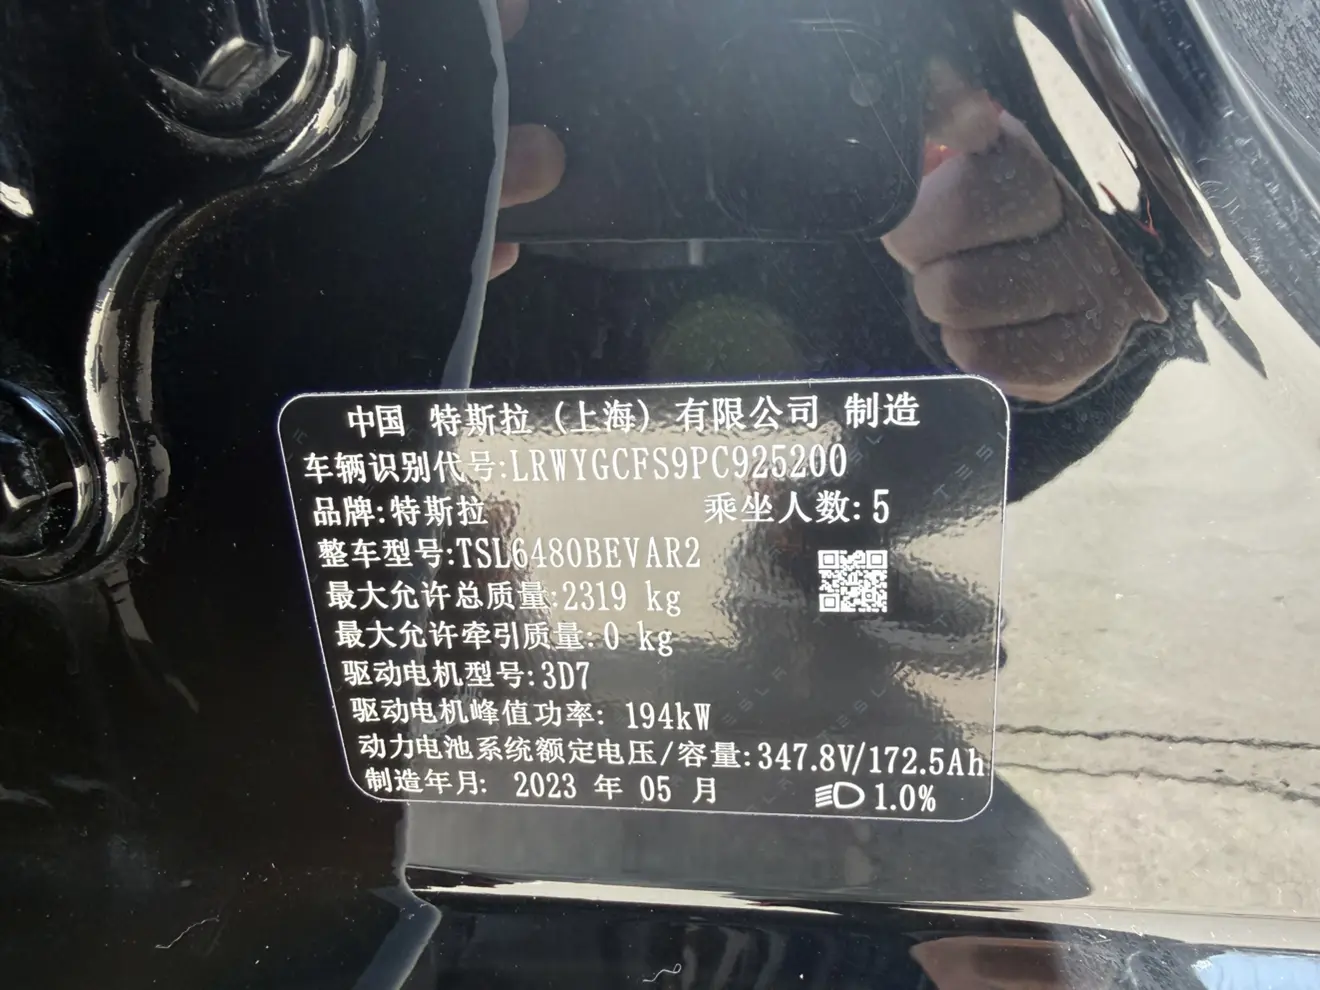 中国 特斯拉(上海)有限公司 制造
车辆识别代号:LRWYGCFS9PC925200
品牌:特斯拉 乘坐人数:5
整车型号:TSL6480BEVAR2
最大允许总质量:2319 kg
最大允许牵引质量:0 kg
驱动电机型号:3D7
驱动电机峰值功率: 194kW
动力电池系统额定电压/容量:347.8V/172.5Ah
制造年月: 2023 年 05 月 1.0%